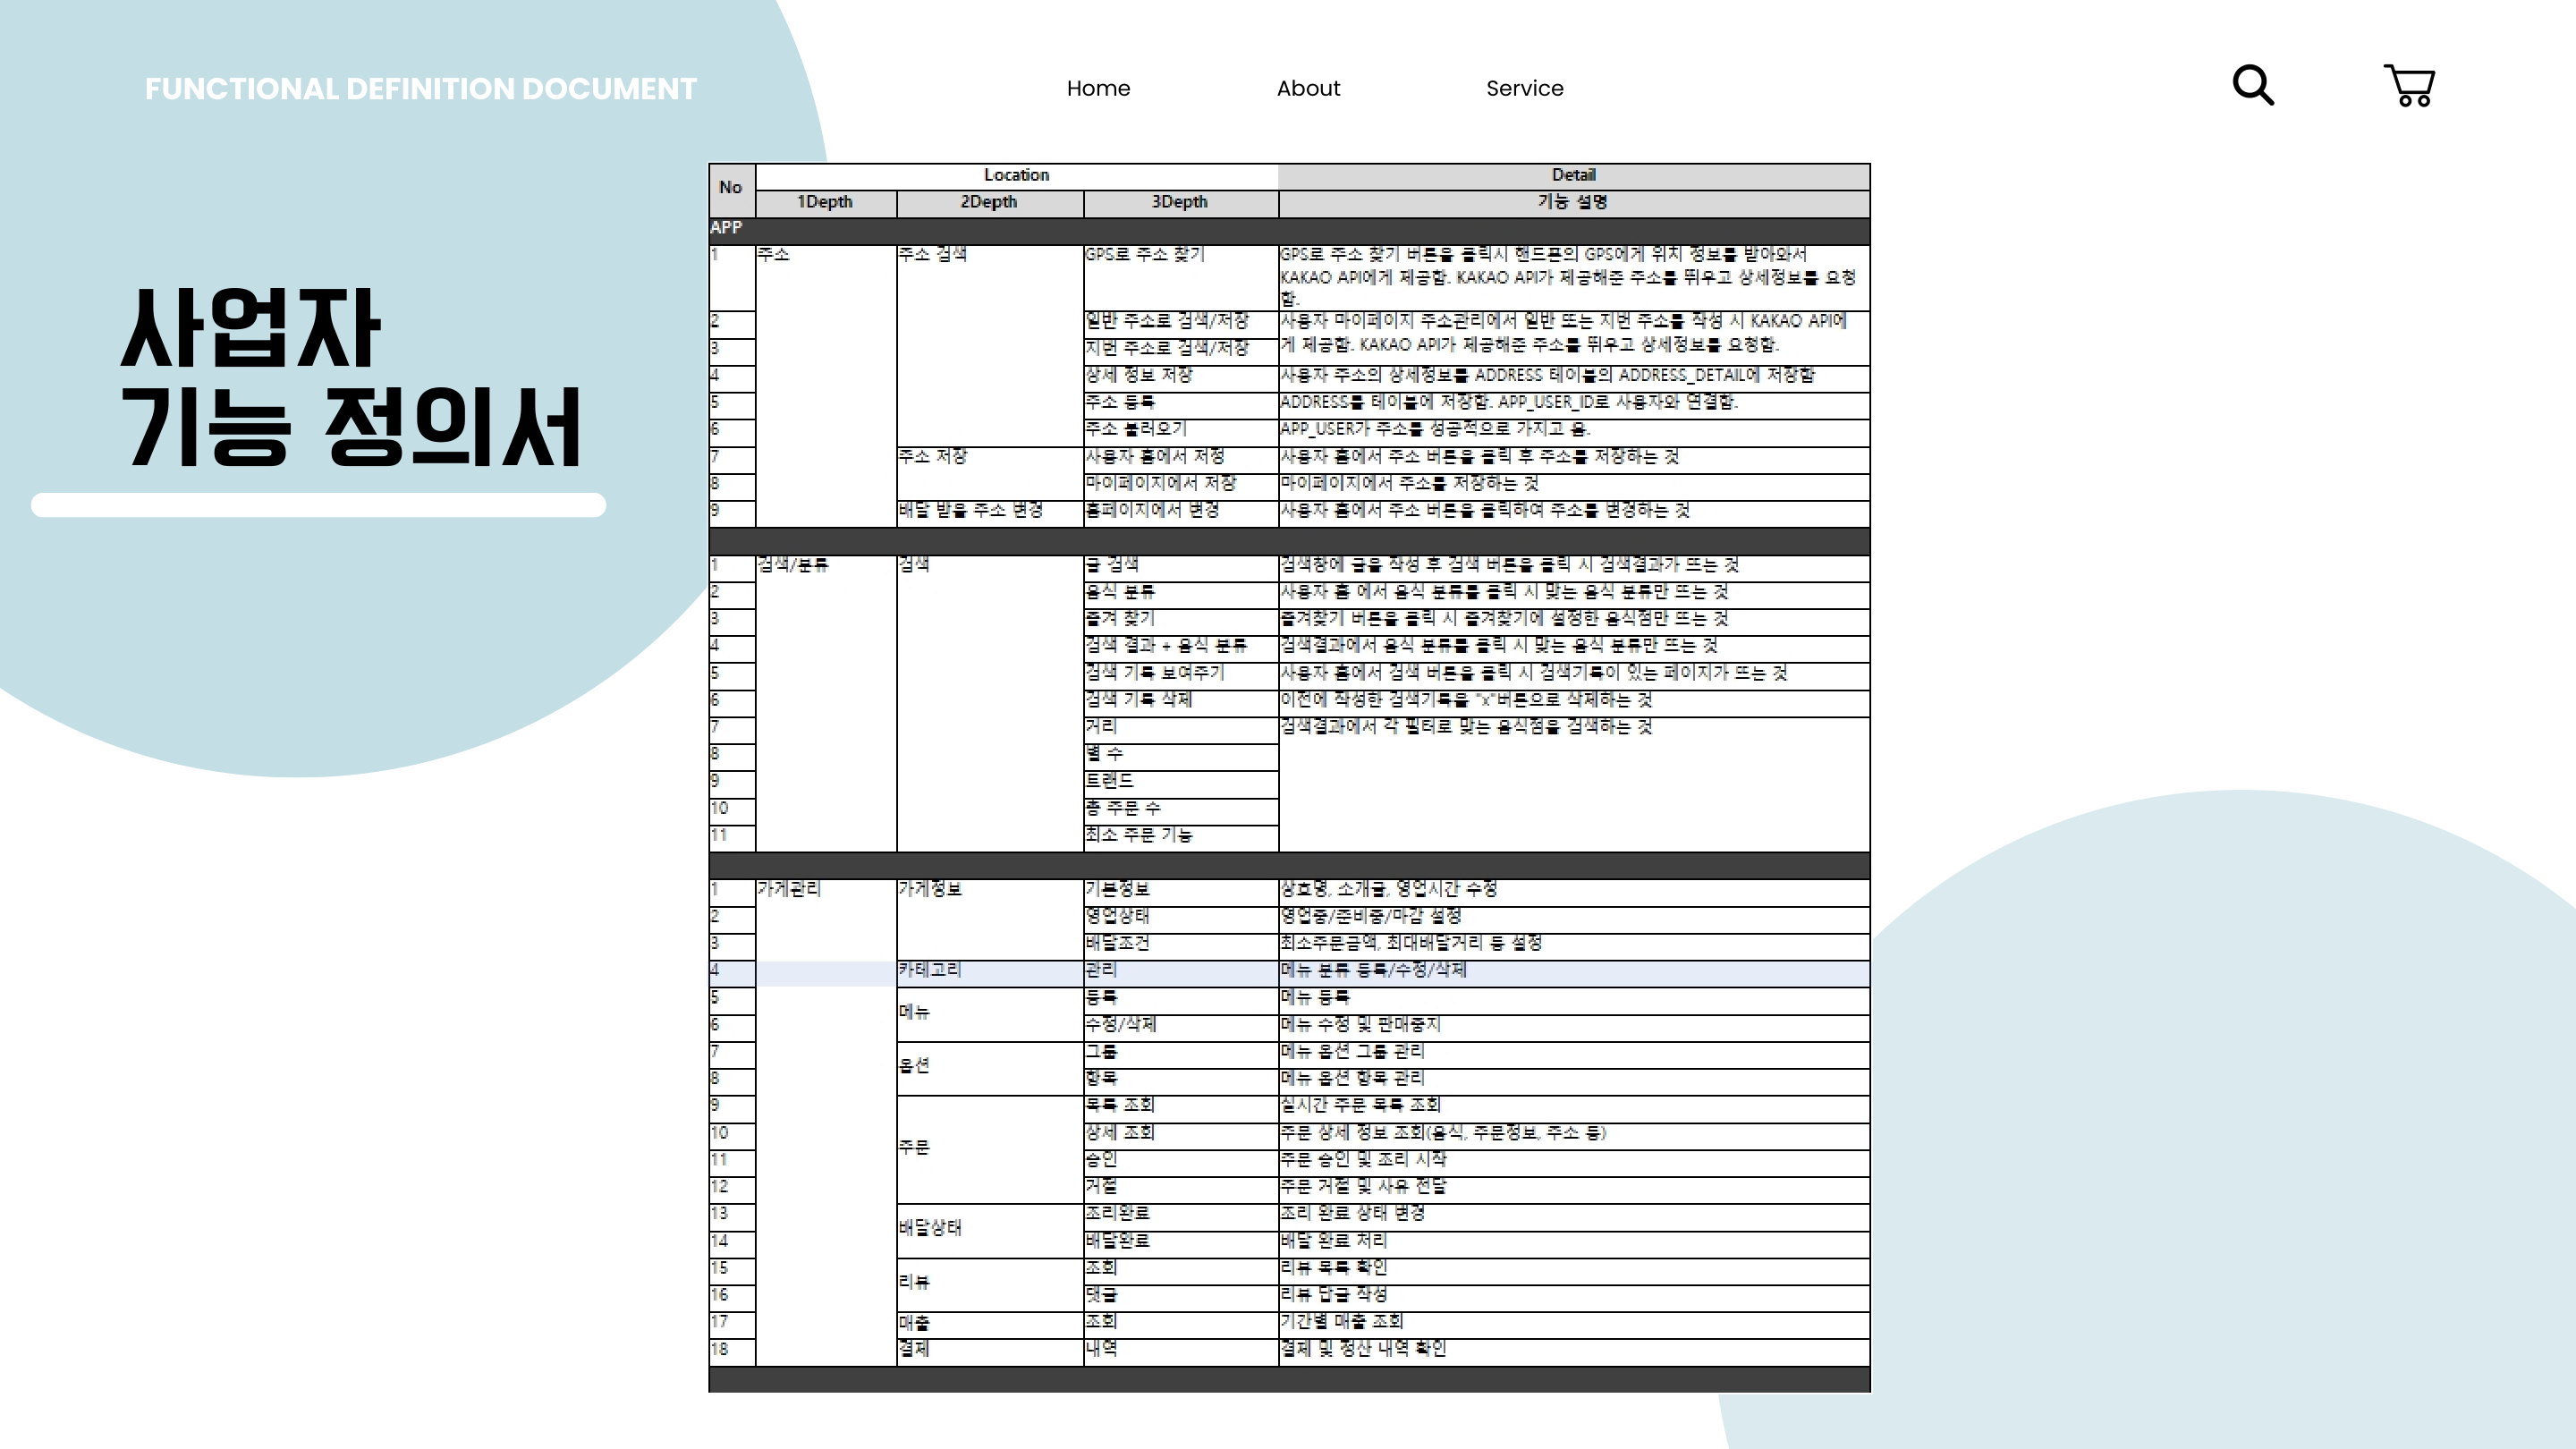 FUNCTIONAL DEFINITION DOCUMENT
Home About Service
사업자
기능 정의서
No Location Detail
1Depth 2Depth 3Depth 기능 설명
APP
1 주소 주소 검색 GPS로 주소 찾기 GPS로 주소 찾기 버튼을 클릭시 핸드폰의 GPS에게 위치 정보를 받아와서
KAKAO API에게 제공함. KAKAO API가 제공해준 주소를 뛰우고 상세정보를 요청
함.
2 일반 주소로 검색/저장 사용자 마이페이지 주소관리에서 일반 또는 지번 주소를 작성 시 KAKAO API에
3 지번 주소로 검색/저장 게 제공함. KAKAO API가 제공해준 주소를 뛰우고 상세정보를 요청함.
4 상세 정보 저장 사용자 주소의 상세정보를 ADDRESS 테이블의 ADDRESS_DETAIL에 저장함
5 주소 등록 ADDRESS를 테이블에 저장함. APP_USER_ID로 사용자와 연결함.
6 주소 불러오기 APP_USER가 주소를 성공적으로 가지고 옴.
7 주소 저장 사용자 홈에서 저정 사용자 홈에서 주소 버튼을 클릭 후 주소를 저장하는 것
8 마이페이지에서 저장 마이페이지에서 주소를 저장하는 것
9 배달 받을 주소 변경 홈페이지에서 변경 사용자 홈에서 주소 버튼을 클릭하여 주소를 변경하는 것
1 검색/분류 검색 글 검색 검색창에 글을 작성 후 검색 버튼을 클릭 시 검색결과가 뜨는 것
2 음식 분류 사용자 홈 에서 음식 분류를 클릭 시 맞는 음식 분류만 뜨는 것
3 즐겨 찾기 즐겨찾기 버튼을 클릭 시 즐겨찾기에 설정한 음식점만 뜨는 것
4 검색 결과 + 음식 분류 검색결과에서 음식 분류를 클릭 시 맞는 음식 분류만 뜨는 것
5 검색 기록 보여주기 사용자 홈에서 검색 버튼을 클릭 시 검색기록이 있는 페이지가 뜨는 것
6 검색 기록 삭제 이전에 작성한 검색기록을 "x"버튼으로 삭제하는 것
7 거리 검색결과에서 각 필터로 맞는 음식점을 검색하는 것
8 별 수
9 트랜드
10 총 주문 수
11 최소 주문 기능
1 가게관리 가게정보 기본정보 상호명, 소개글, 영업시간 수정
2 영업상태 영업중/준비중/마감 설정
3 배달조건 최소주문금액, 최대배달거리 등 설정
4 카테고리 관리 메뉴 분류 등록/수정/삭제
5 메뉴 등록 메뉴 등록
6 수정/삭제 메뉴 수정 및 판매중지
7 옵션 그룹 메뉴 옵션 그룹 관리
8 항목 메뉴 옵션 항목 관리
9 주문 목록 조회 실시간 주문 목록 조회
10 상세 조회 주문 상세 정보 조회(음식, 주문정보, 주소 등)
11 승인 주문 승인 및 조리 시작
12 거절 주문 거절 및 사유 전달
13 배달상태 조리완료 조리 완료 상태 변경
14 배달완료 배달 완료 처리
15 리뷰 조회 리뷰 목록 확인
16 댓글 리뷰 답글 작성
17 매출 조회 기간별 매출 조회
18 결제 내역 결제 및 정산 내역 확인